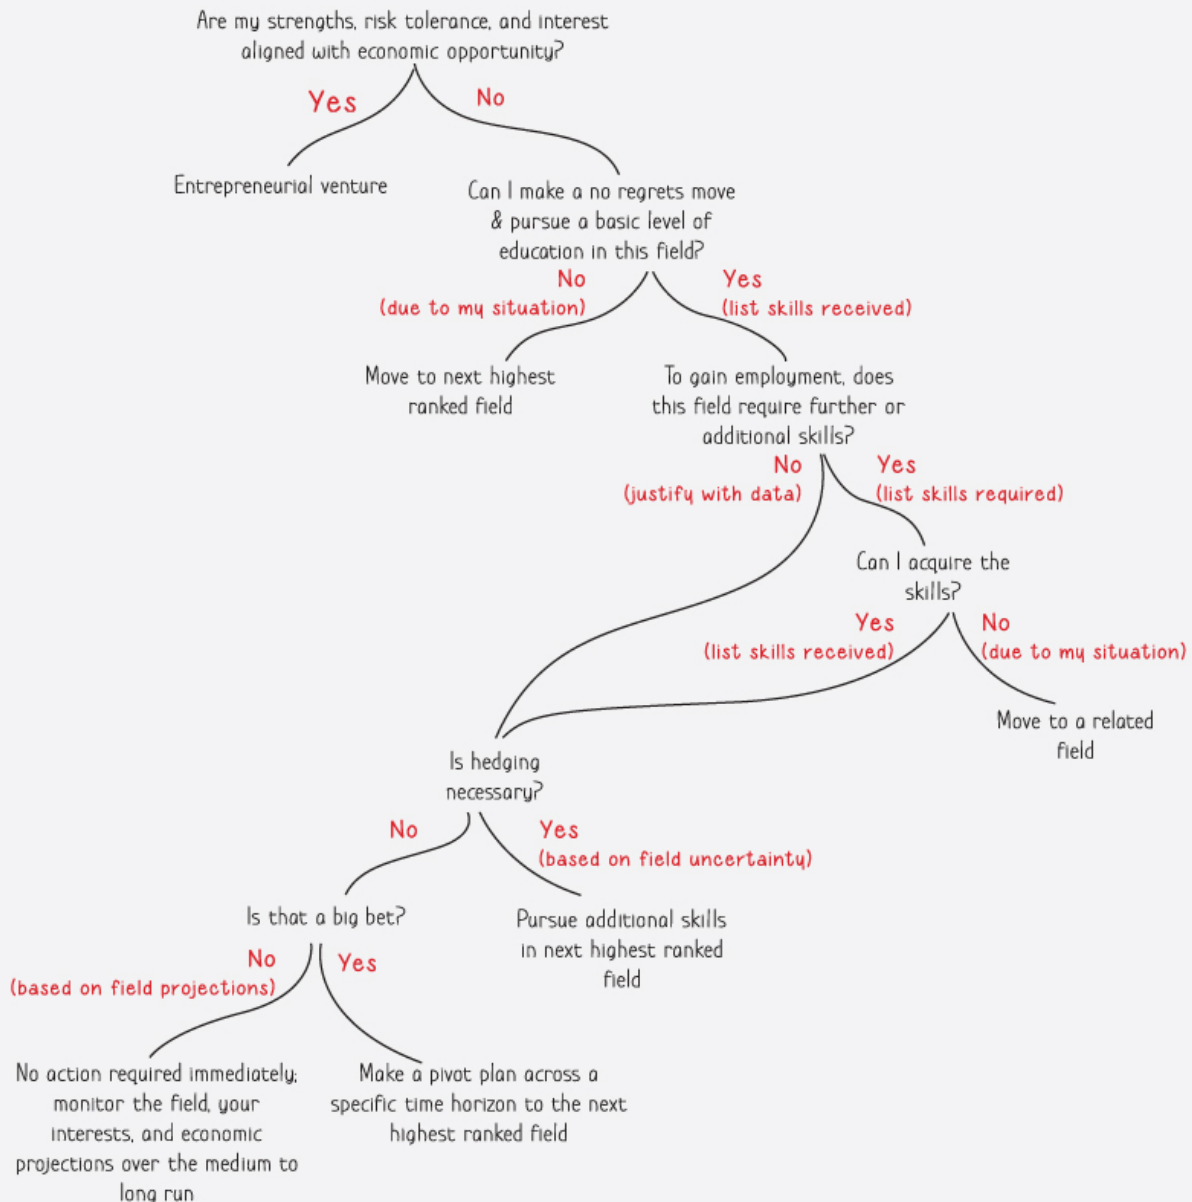 Are my strengths, risk tolerance, and interest
aligned with economic opportunity?
Yes
No
Entrepreneurial venture
Can I make a no regrets move
& pursue a basic level of
education in this field?
No
(due to my situation)
Yes
(list skills received)
Move to next highest
ranked field
To gain employment, does
this field require further or
additional skills?
No
(justify with data)
Yes
(list skills required)
Can I acquire the
skills?
Yes
(list skills received)
No
(due to my situation)
Move to a related
field
Is hedging
necessary?
No
Yes
(based on field uncertainty)
Is that a big bet?
Pursue additional skills
in next highest ranked
field
No
(based on field projections)
Yes
No action required immediately;
monitor the field, your
interests, and economic
projections over the medium to
long run
Make a pivot plan across a
specific time horizon to the next
highest ranked field